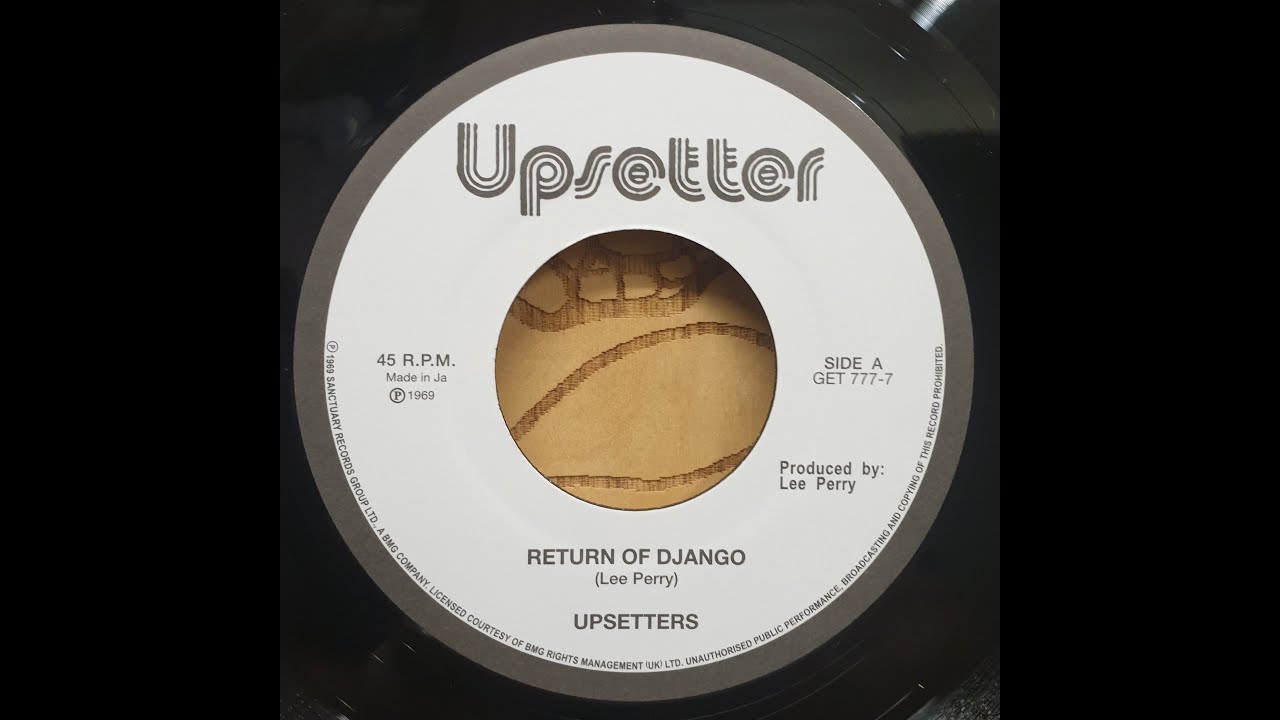 Upsetter
45 R.P.M.
Made in Ja
Ⓟ 1969
SIDE A
GET 777-7
Produced by:
Lee Perry
RETURN OF DJANGO
(Lee Perry)
UPSETTERS
Ⓟ 1969 SANCTUARY RECORDS GROUP LTD., A BMG COMPANY. LICENSED COURTESY OF BMG RIGHTS MANAGEMENT (UK) LTD. UNAUTHORISED PUBLIC PERFORMANCE, BROADCASTING AND COPYING OF THIS RECORD PROHIBITED.